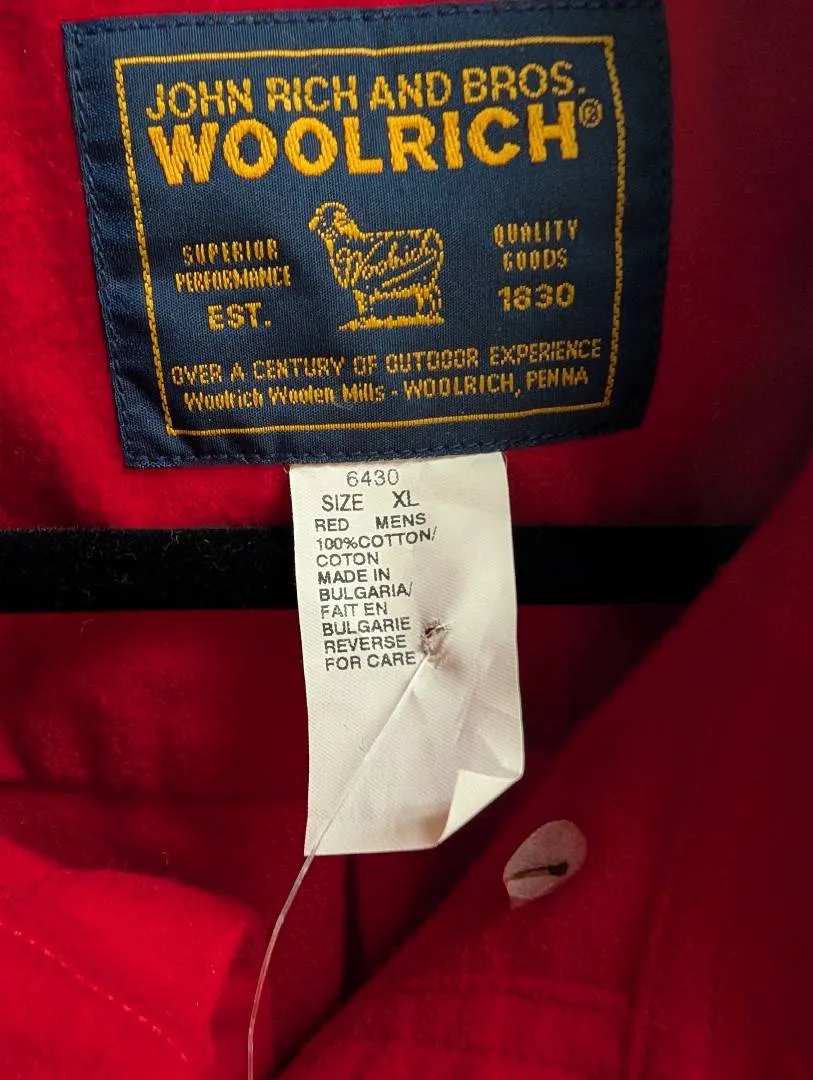 JOHN RICH AND BROS.
WOOLRICH®
SUPERIOR
PERFORMANCE
EST.
Woolrich
QUALITY
GOODS
1830
OVER A CENTURY OF OUTDOOR EXPERIENCE
Woolrich Woolen Mills - WOOLRICH, PENNA
6430
SIZE XL
RED MENS
100%COTTON/
COTON
MADE IN
BULGARIA/
FAIT EN
BULGARIE
REVERSE
FOR CARE